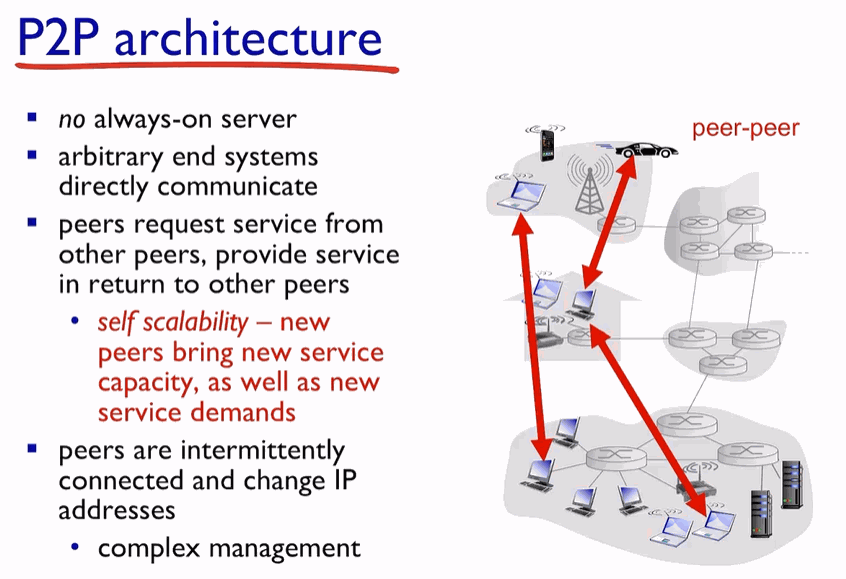 P2P architecture
▪ no always-on server
▪ arbitrary end systems
directly communicate
▪ peers request service from
other peers, provide service
in return to other peers
• self scalability – new
peers bring new service
capacity, as well as new
service demands
▪ peers are intermittently
connected and change IP
addresses
• complex management
peer-peer